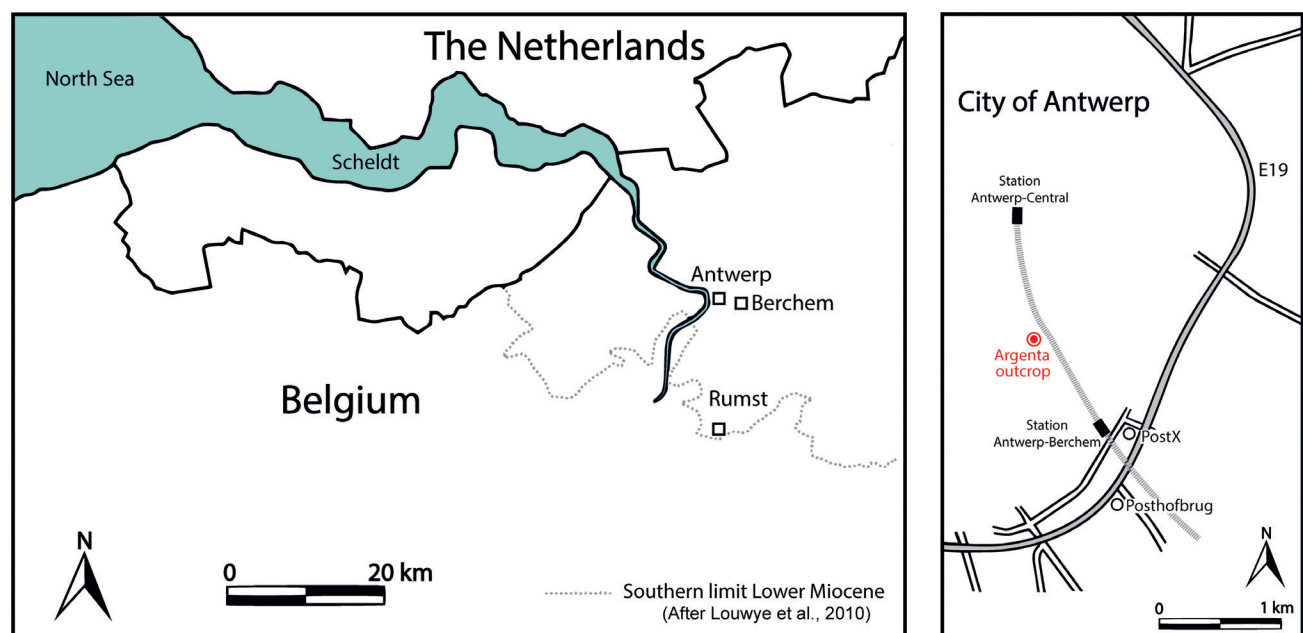 The Netherlands
North Sea
Scheldt
Antwerp
Berchem
Belgium
Rumst
N
0 20 km
Southern limit Lower Miocene
(After Louwye et al., 2010)
City of Antwerp
E19
Station
Antwerp-Central
Argenta
outcrop
Station
Antwerp-Berchem
PostX
Posthofbrug
N
0 1 km